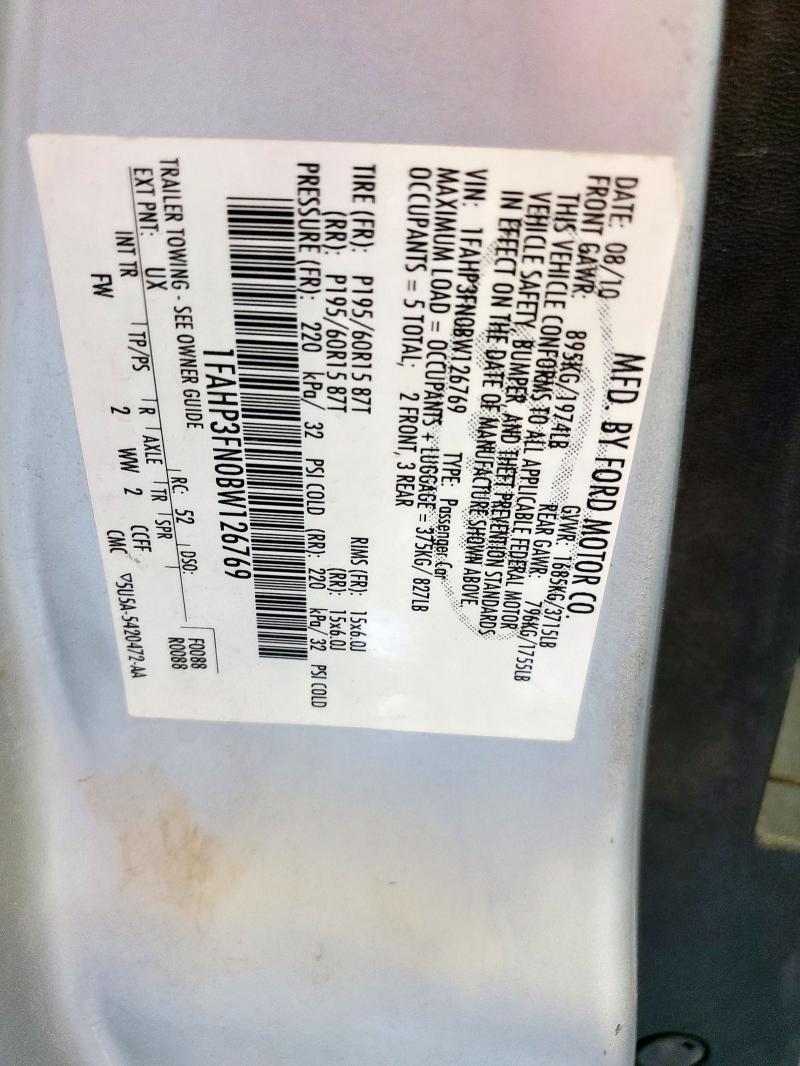 MFD. BY FORD MOTOR CO.
DATE: 08/10 GVWR: 1685KG/3715LB
FRONT GAWR: 895KG/1974LB REAR GAWR: 796KG/1755LB
THIS VEHICLE CONFORMS TO ALL APPLICABLE FEDERAL MOTOR
VEHICLE SAFETY, BUMPER, AND THEFT PREVENTION STANDARDS
IN EFFECT ON THE DATE OF MANUFACTURE SHOWN ABOVE.
VIN: 1FAHP3FN0BW126769 TYPE: Passenger Car
MAXIMUM LOAD = OCCUPANTS + LUGGAGE = 375KG/ 827LB
OCCUPANTS = 5 TOTAL; 2 FRONT, 3 REAR
TIRE (FR): P195/60R15 87T RIMS (FR): 15x6.0J
(RR): P195/60R15 87T (RR): 15x6.0J
PRESSURE (FR): 220 kPa/ 32 PSI COLD (RR): 220 kPa/32 PSI COLD
1FAHP3FN0BW126769
F0088
TRAILER TOWING - SEE OWNER GUIDE R0088
EXT PNT: UX RC: 52 DSO:
INT TR TP/PS R AXLE TR SPR
FW 2 2 WW 2 CCFF
CMC ▽5U5A-5420472-AA